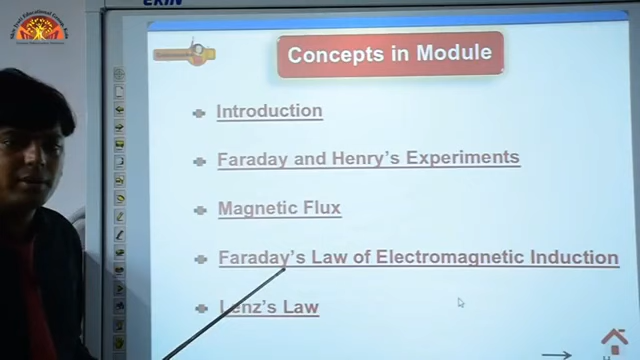 Concepts in Module
Introduction
Faraday and Henry's Experiments
Magnetic Flux
Faraday's Law of Electromagnetic Induction
Lenz's Law
H